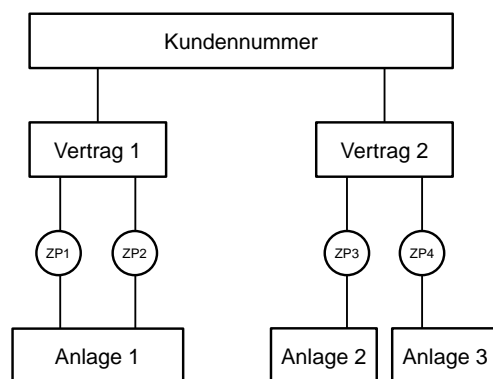 Kundennummer
Vertrag 1
Vertrag 2
ZP1
ZP2
ZP3
ZP4
Anlage 1
Anlage 2
Anlage 3